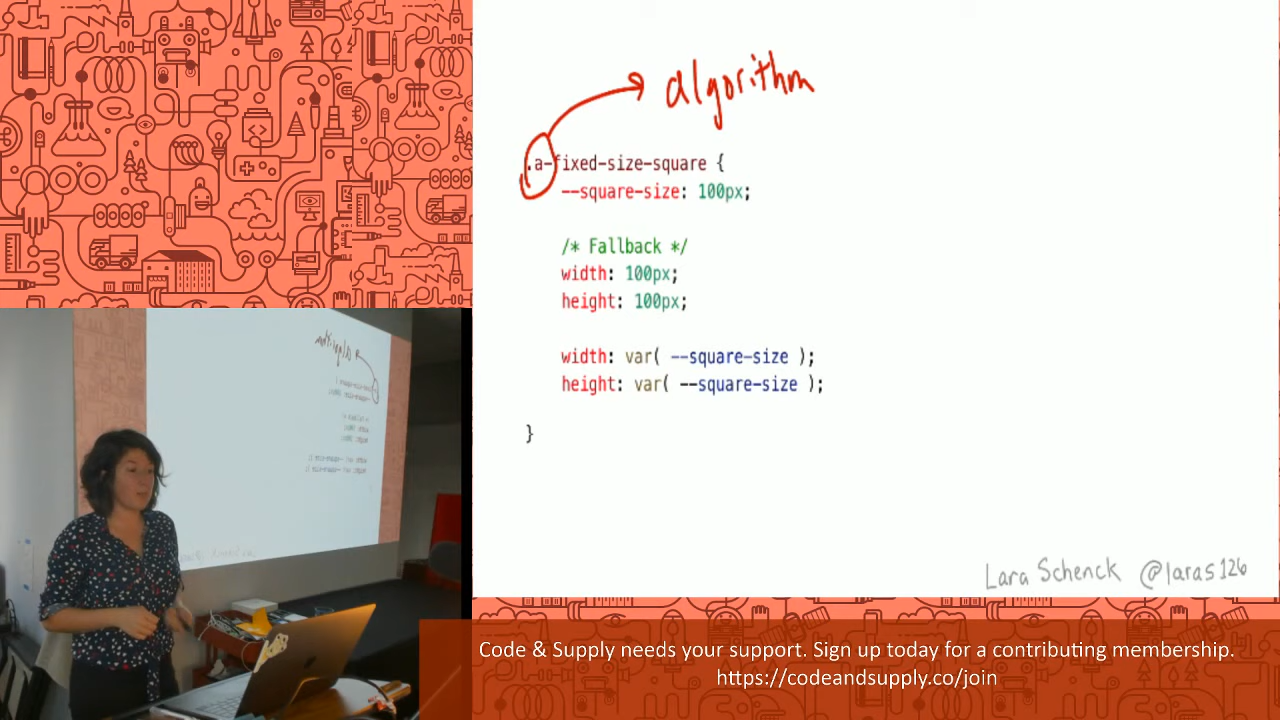 algorithm
.a-fixed-size-square {
--square-size: 100px;
/* Fallback */
width: 100px;
height: 100px;
width: var( --square-size );
height: var( --square-size );
}
Lara Schenck @laras126
Code & Supply needs your support. Sign up today for a contributing membership.
https://codeandsupply.co/join